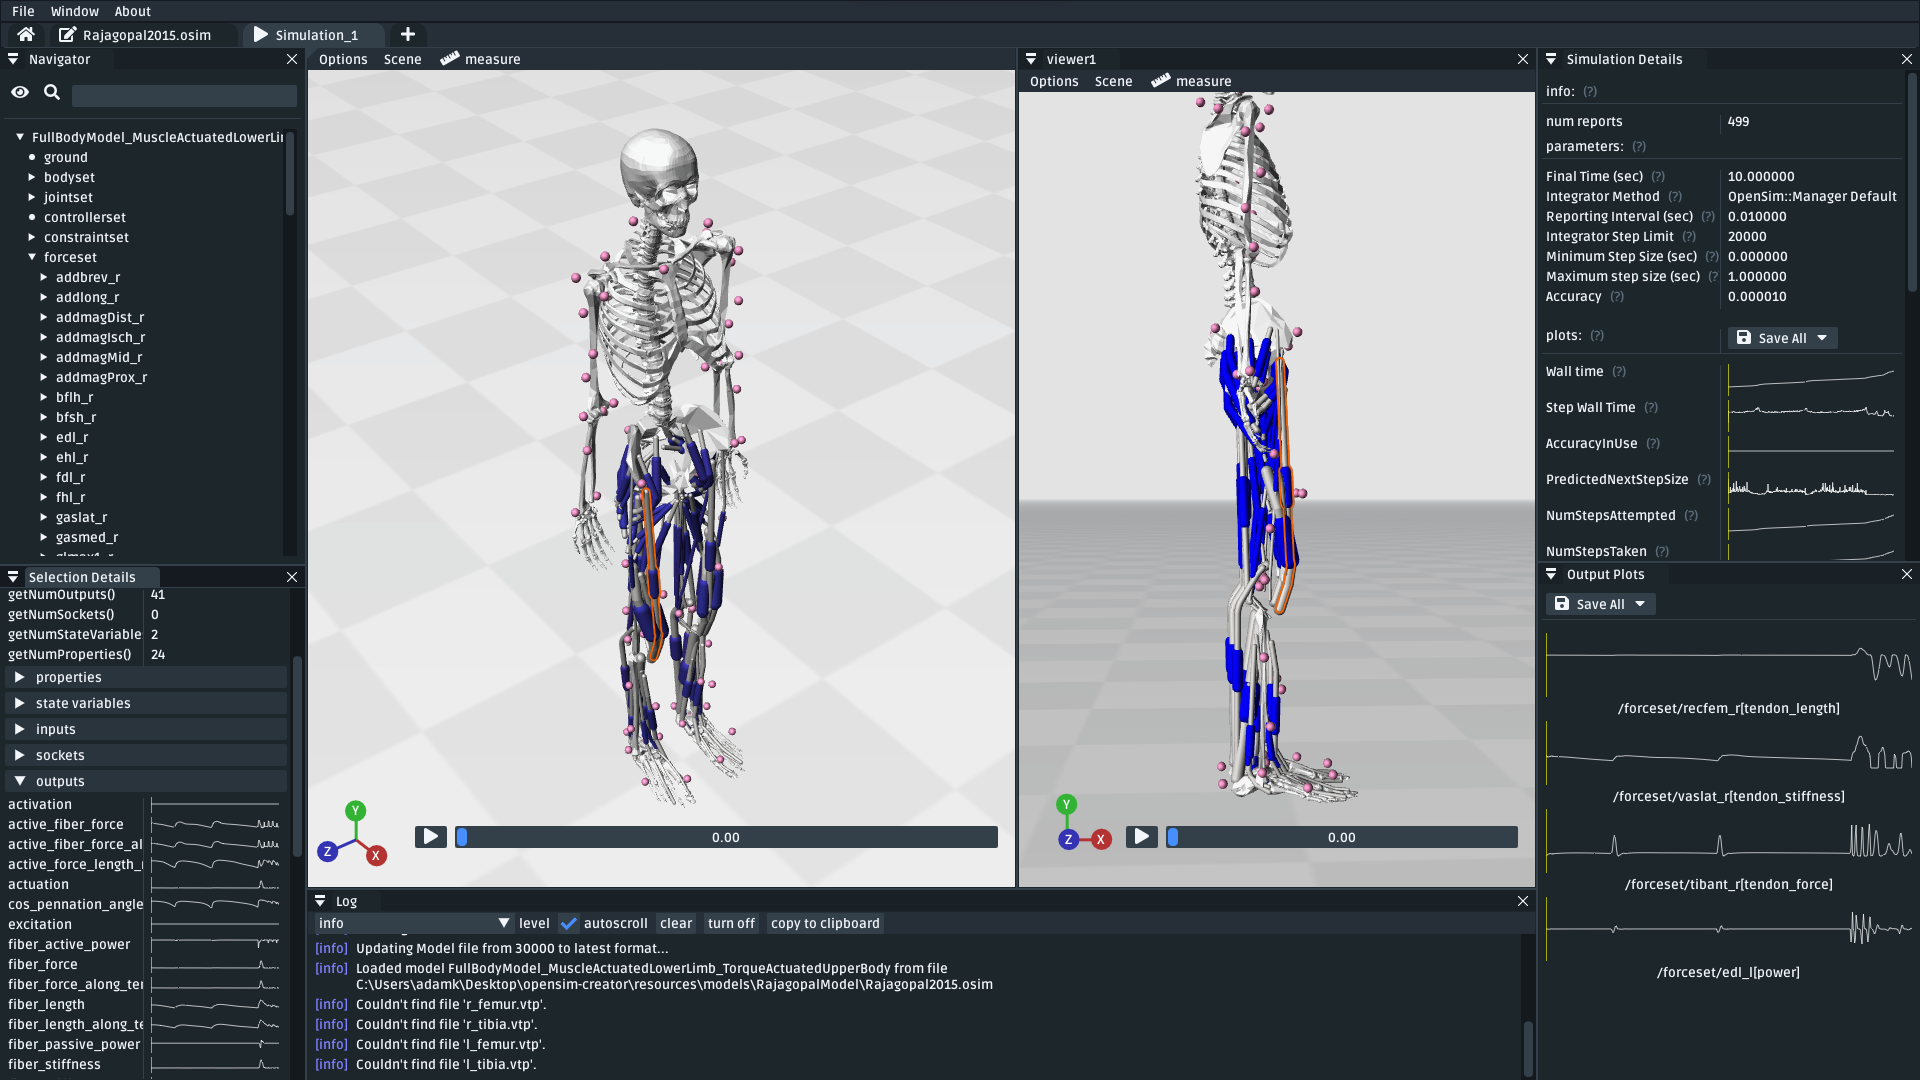 File Window About
Rajagopal2015.osim
Simulation_1
Navigator
FullBodyModel_MuscleActuatedLowerLi
ground
bodyset
jointset
controllerset
constraintset
forceset
addbrev_r
addlong_r
addmagDist_r
addmagIsch_r
addmagMid_r
addmagProx_r
bflh_r
bfsh_r
edl_r
ehl_r
fdl_r
fhl_r
gaslat_r
gasmed_r
Selection Details
getNumOutputs() 41
getNumSockets() 0
getNumStateVariable 2
getNumProperties() 24
properties
state variables
inputs
sockets
outputs
activation
active_fiber_force
active_fiber_force_al
active_force_length_
actuation
cos_pennation_angle
excitation
fiber_active_power
fiber_force
fiber_force_along_te
fiber_length
fiber_length_along_t
fiber_passive_power
fiber_stiffness
Options Scene measure
Y
Z
X
0.00
viewer1
Options Scene measure
Y
Z
X
0.00
Log
info level autoscroll clear turn off copy to clipboard
[info] Updating Model file from 30000 to latest format...
[info] Loaded model FullBodyModel_MuscleActuatedLowerLimb_TorqueActuatedUpperBody from file
C:\Users\adamk\Desktop\opensim-creator\resources\models\RajagopalModel\Rajagopal2015.osim
[info] Couldn't find file 'r_femur.vtp'.
[info] Couldn't find file 'r_tibia.vtp'.
[info] Couldn't find file 'l_femur.vtp'.
[info] Couldn't find file 'l_tibia.vtp'.
Simulation Details
info: (?)
num reports 499
parameters: (?)
Final Time (sec) (?) 10.000000
Integrator Method (?) OpenSim::Manager Default
Reporting Interval (sec) (?) 0.010000
Integrator Step Limit (?) 20000
Minimum Step Size (sec) (?) 0.000000
Maximum step size (sec) (?) 1.000000
Accuracy (?) 0.000010
plots: (?) Save All
Wall time (?)
Step Wall Time (?)
AccuracyInUse (?)
PredictedNextStepSize (?)
NumStepsAttempted (?)
NumStepsTaken (?)
Output Plots
Save All
/forceset/recfem_r[tendon_length]
/forceset/vaslat_r[tendon_stiffness]
/forceset/tibant_r[tendon_force]
/forceset/edl_l[power]